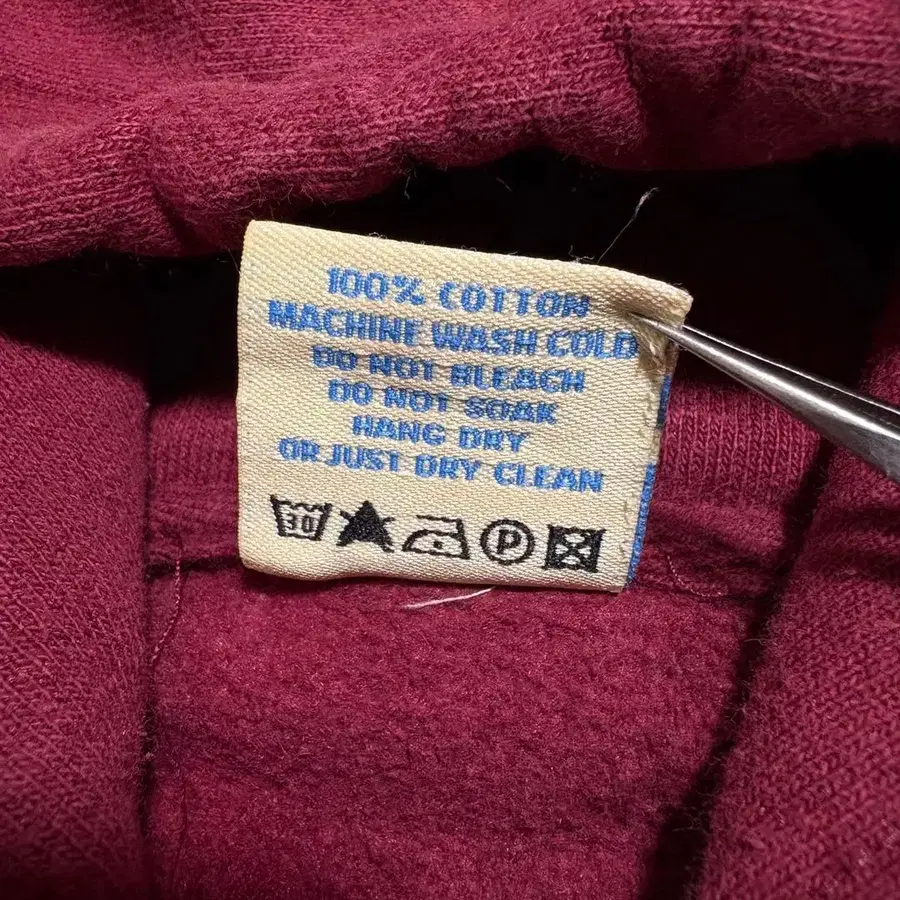 100% COTTON
MACHINE WASH COLD
DO NOT BLEACH
DO NOT SOAK
HANG DRY
OR JUST DRY CLEAN
30 P